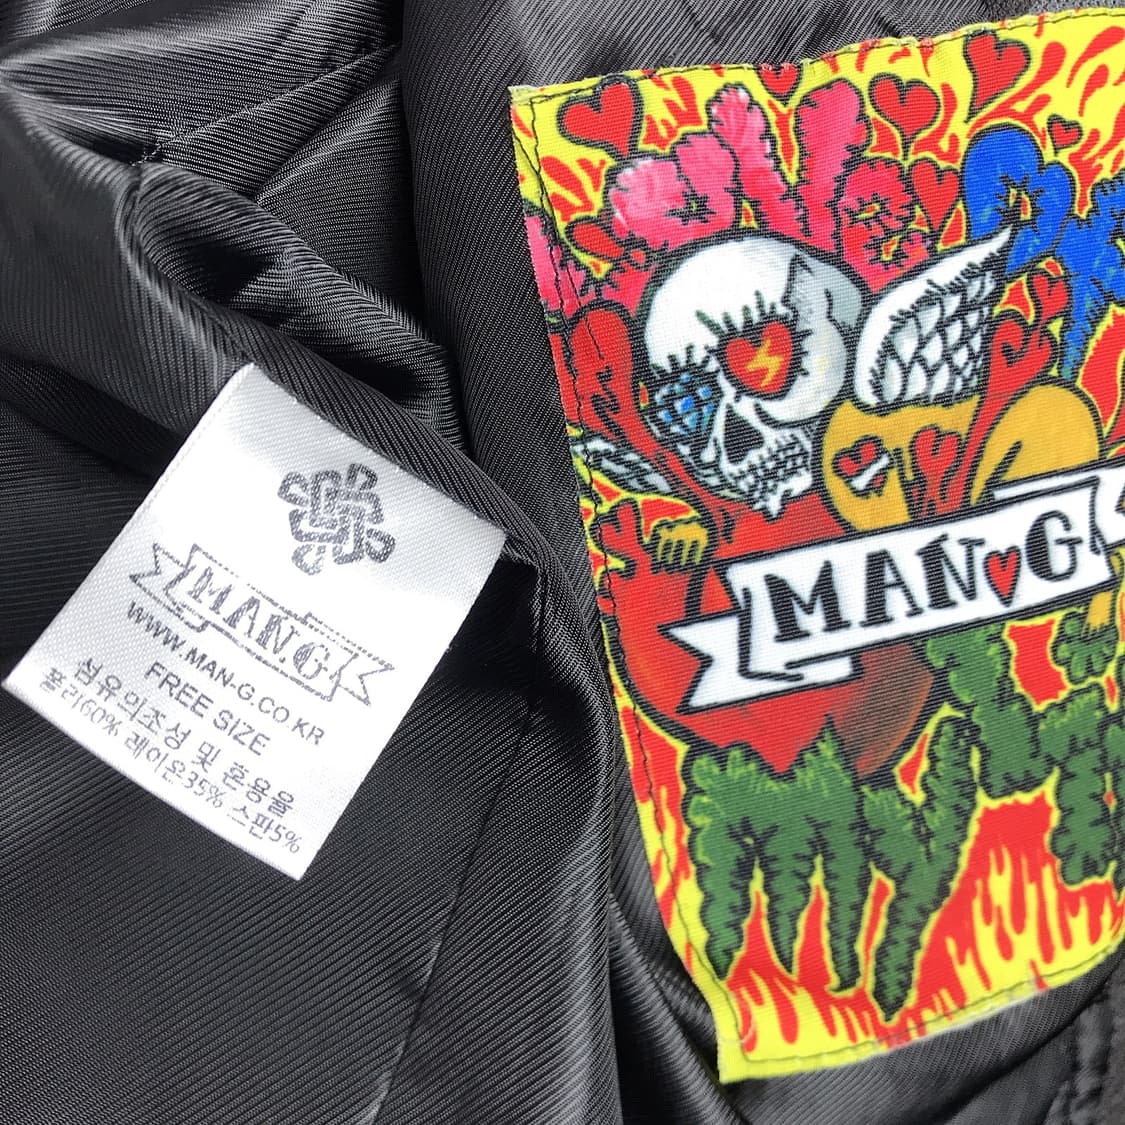 MANG
WWW.MAN-G.CO.KR
FREE SIZE
섬유의조성 및 혼용율
폴리60% 레이온35% 스판5%
MAN♥G